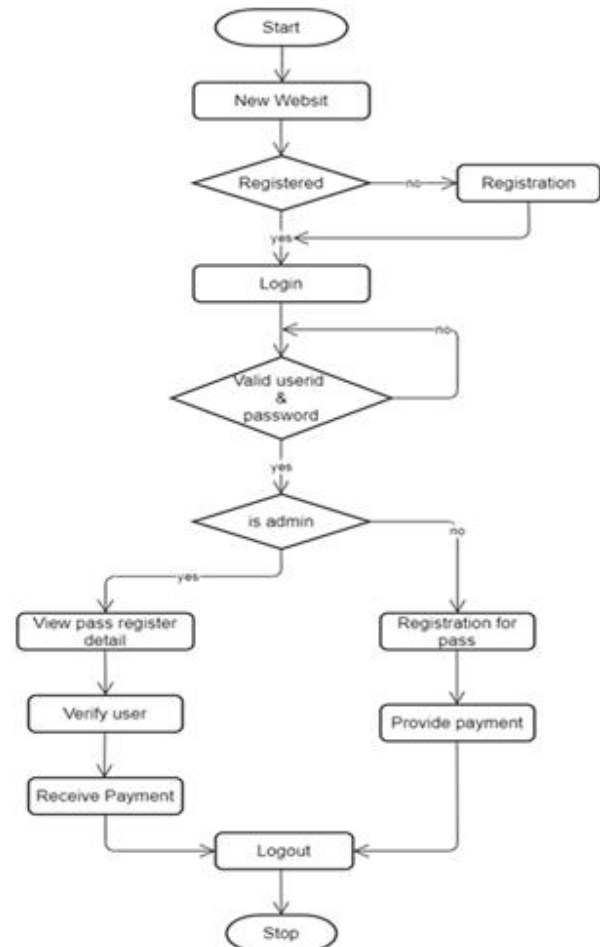 Start
New Websit
Registered
no
Registration
yes
Login
no
Valid userid
&
password
yes
is admin
no
yes
View pass register
detail
Registration for
pass
Verify user
Provide payment
Receive Payment
Logout
Stop